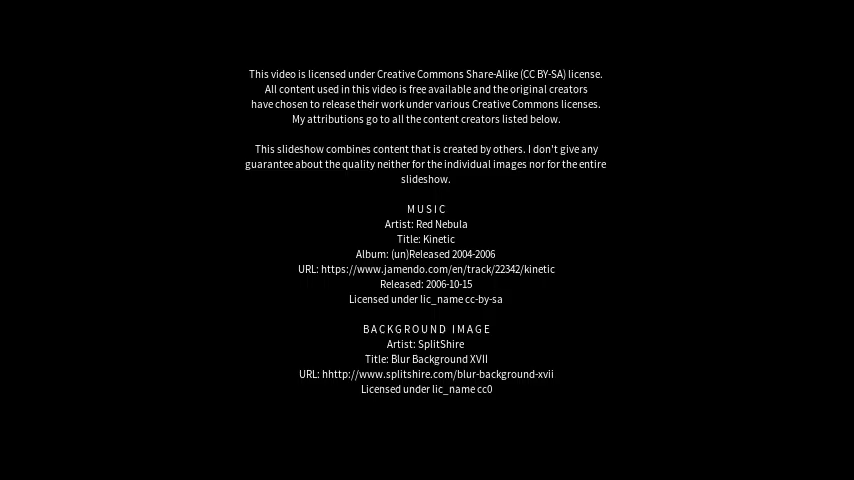 This video is licensed under Creative Commons Share-Alike (CC BY-SA) license.
All content used in this video is free available and the original creators
have chosen to release their work under various Creative Commons licenses.
My attributions go to all the content creators listed below.
This slideshow combines content that is created by others. I don't give any
guarantee about the quality neither for the individual images nor for the entire
slideshow.
MUSIC
Artist: Red Nebula
Title: Kinetic
Album: (un)Released 2004-2006
URL: https://www.jamendo.com/en/track/22342/kinetic
Released: 2006-10-15
Licensed under lic_name cc-by-sa
BACKGROUND IMAGE
Artist: SplitShire
Title: Blur Background XVII
URL: hhttp://www.splitshire.com/blur-background-xvii
Licensed under lic_name cc0